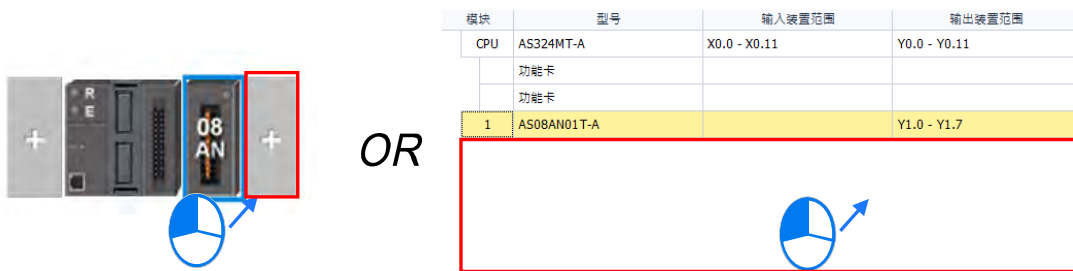 +
R
E
08
AN
+
OR
模块 型号 输入装置范围 输出装置范围
CPU AS324MT-A X0.0 - X0.11 Y0.0 - Y0.11
功能卡
功能卡
1 AS08AN01T-A Y1.0 - Y1.7